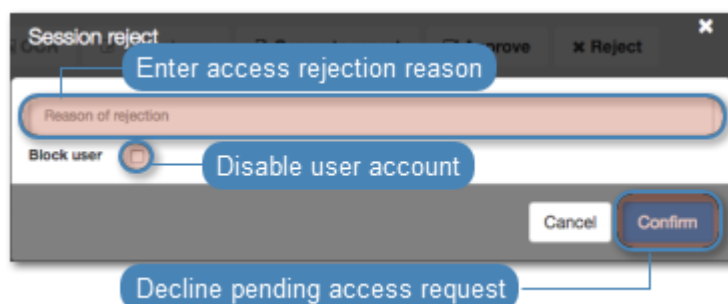 Session reject
OCR
Approve
Reject
Enter access rejection reason
Reason of rejection
Block user
Disable user account
Cancel
Confirm
Decline pending access request